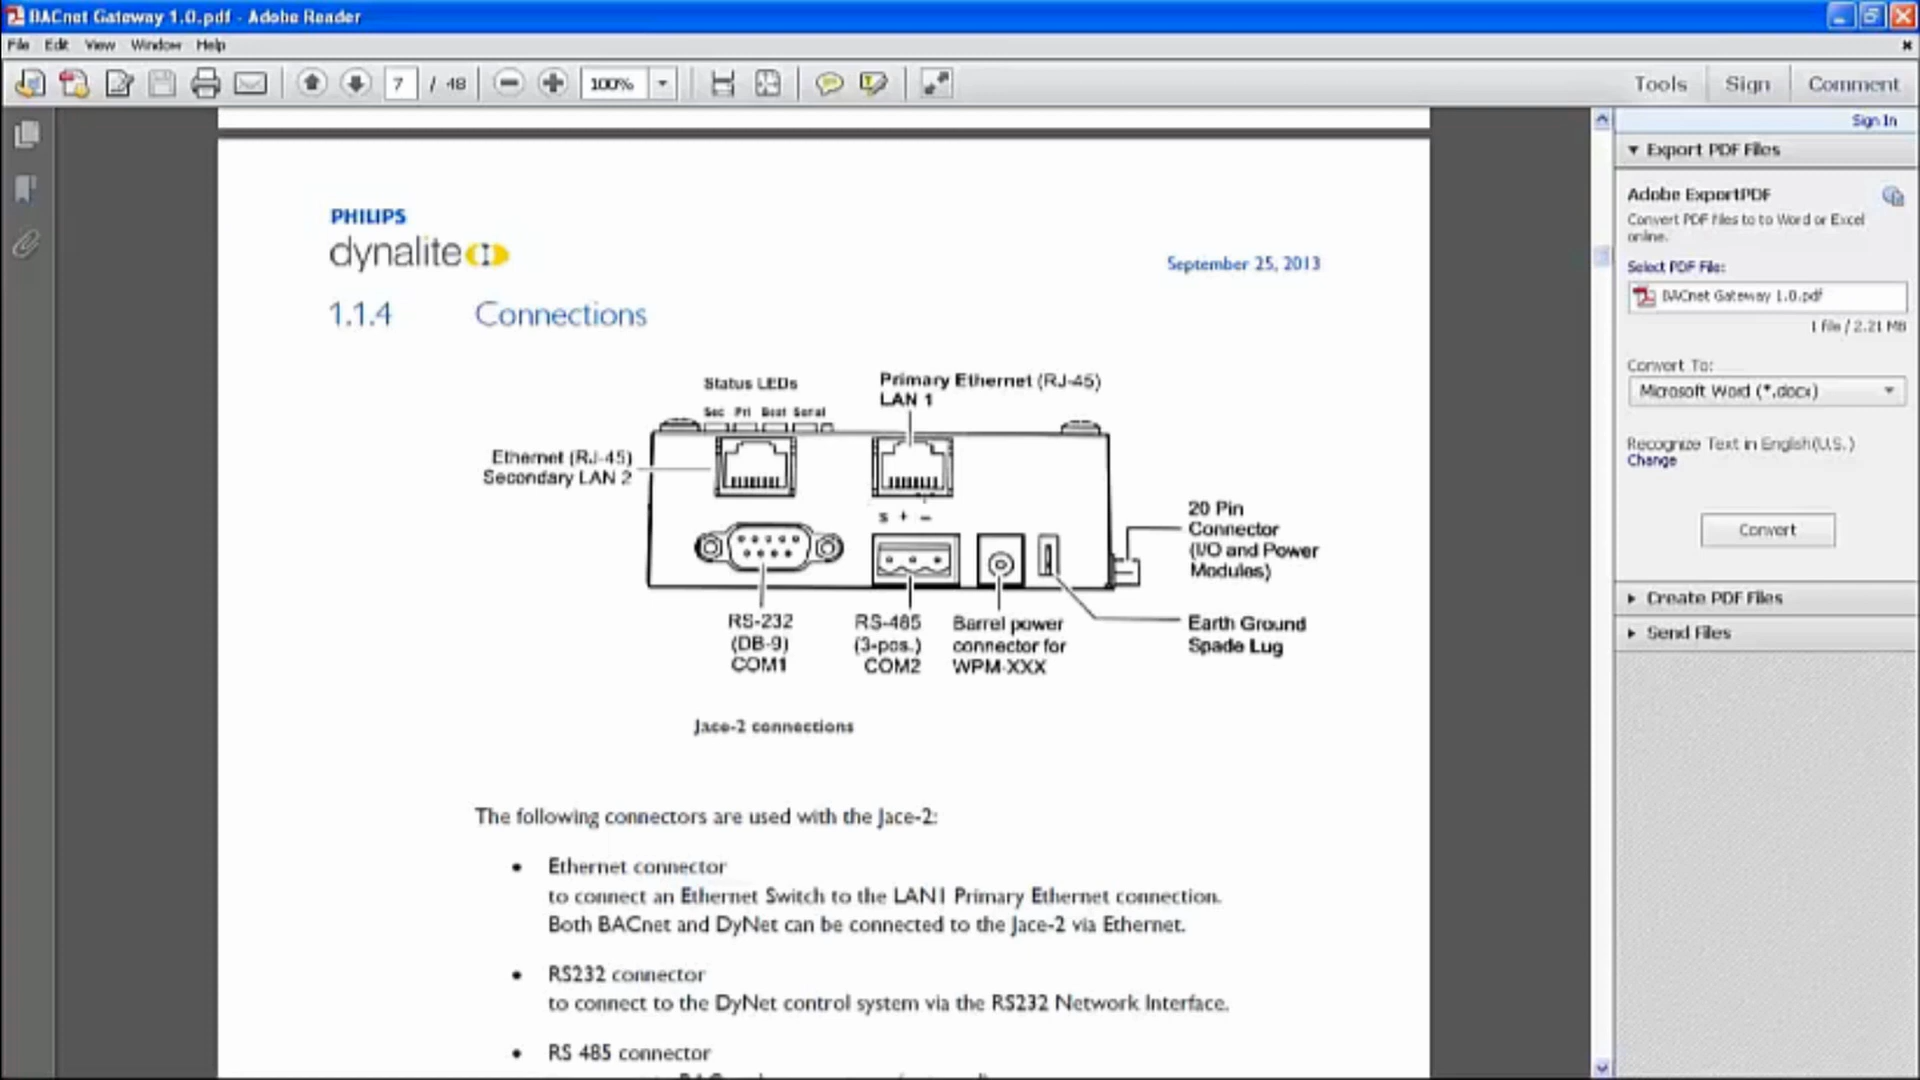 BACnet Gateway 1.0.pdf - Adobe Reader
File Edit View Window Help
7 / 48 100% Tools Sign Comment
Sign In
Export PDF Files
Adobe ExportPDF
Convert PDF files to to Word or Excel
online.
Select PDF File:
BACnet Gateway 1.0.pdf
1 file / 2.21 MB
Convert To:
Microsoft Word (*.docx)
Recognize Text in English(U.S.)
Change
Convert
Create PDF Files
Send Files
PHILIPS
dynalite
September 25, 2013
1.1.4 Connections
Status LEDs
Sec Pri Beat Serial
Primary Ethernet (RJ-45)
LAN 1
Ethernet (RJ-45)
Secondary LAN 2
S + -
20 Pin
Connector
(I/O and Power
Modules)
RS-232
(DB-9)
COM1
RS-485
(3-pos.)
COM2
Barrel power
connector for
WPM-XXX
Earth Ground
Spade Lug
Jace-2 connections
The following connectors are used with the Jace-2:
• Ethernet connector
to connect an Ethernet Switch to the LAN1 Primary Ethernet connection.
Both BACnet and DyNet can be connected to the Jace-2 via Ethernet.
• RS232 connector
to connect to the DyNet control system via the RS232 Network Interface.
• RS 485 connector